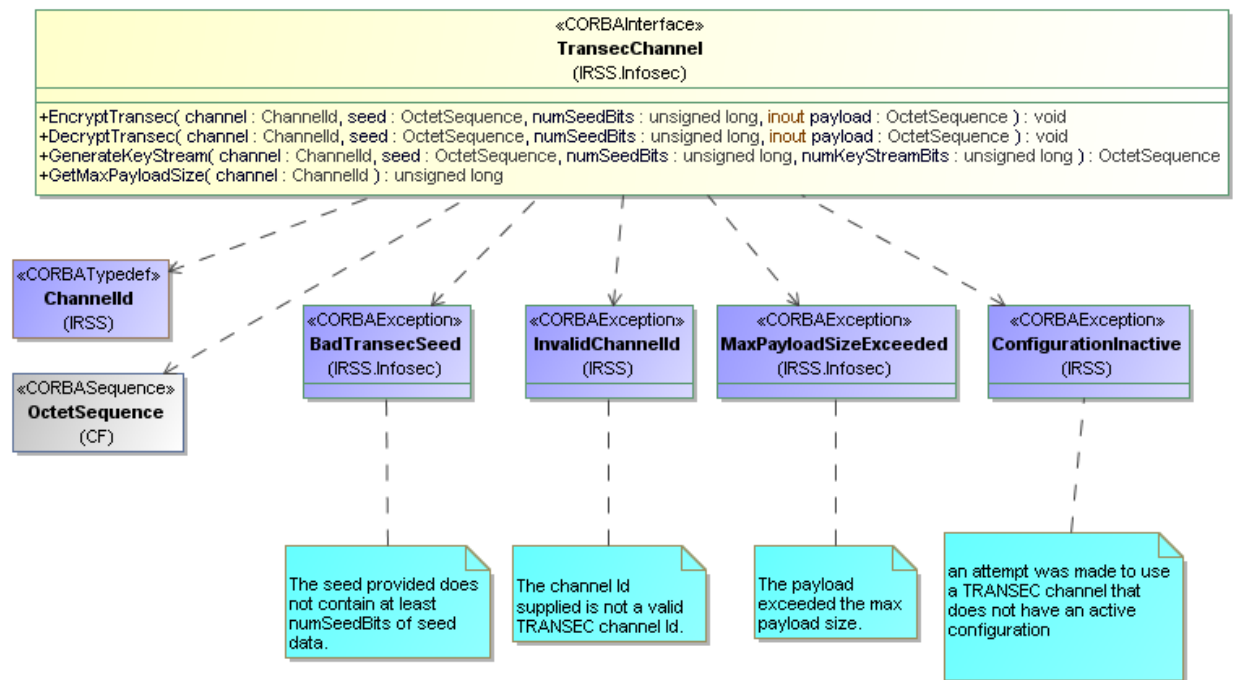 «CORBAInterface»
TransecChannel
(IRSS.Infosec)
+EncryptTransec( channel : ChannelId, seed : OctetSequence, numSeedBits : unsigned long, inout payload : OctetSequence ) : void
+DecryptTransec( channel : ChannelId, seed : OctetSequence, numSeedBits : unsigned long, inout payload : OctetSequence ) : void
+GenerateKeyStream( channel : ChannelId, seed : OctetSequence, numSeedBits : unsigned long, numKeyStreamBits : unsigned long ) : OctetSequence
+GetMaxPayloadSize( channel : ChannelId ) : unsigned long
«CORBATypedef»
ChannelId
(IRSS)
«CORBASequence»
OctetSequence
(CF)
«CORBAException»
BadTransecSeed
(IRSS.Infosec)
«CORBAException»
InvalidChannelId
(IRSS)
«CORBAException»
MaxPayloadSizeExceeded
(IRSS.Infosec)
«CORBAException»
ConfigurationInactive
(IRSS)
The seed provided does
not contain at least
numSeedBits of seed
data.
The channel Id
supplied is not a valid
TRANSEC channel Id.
The payload
exceeded the max
payload size.
an attempt was made to use
a TRANSEC channel that
does not have an active
configuration